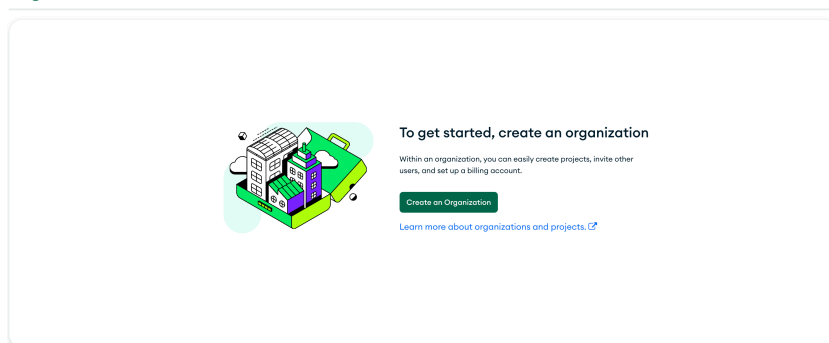 To get started, create an organization
Within an organization, you can easily create projects, invite other
users, and set up a billing account.
Create an Organization
Learn more about organizations and projects.